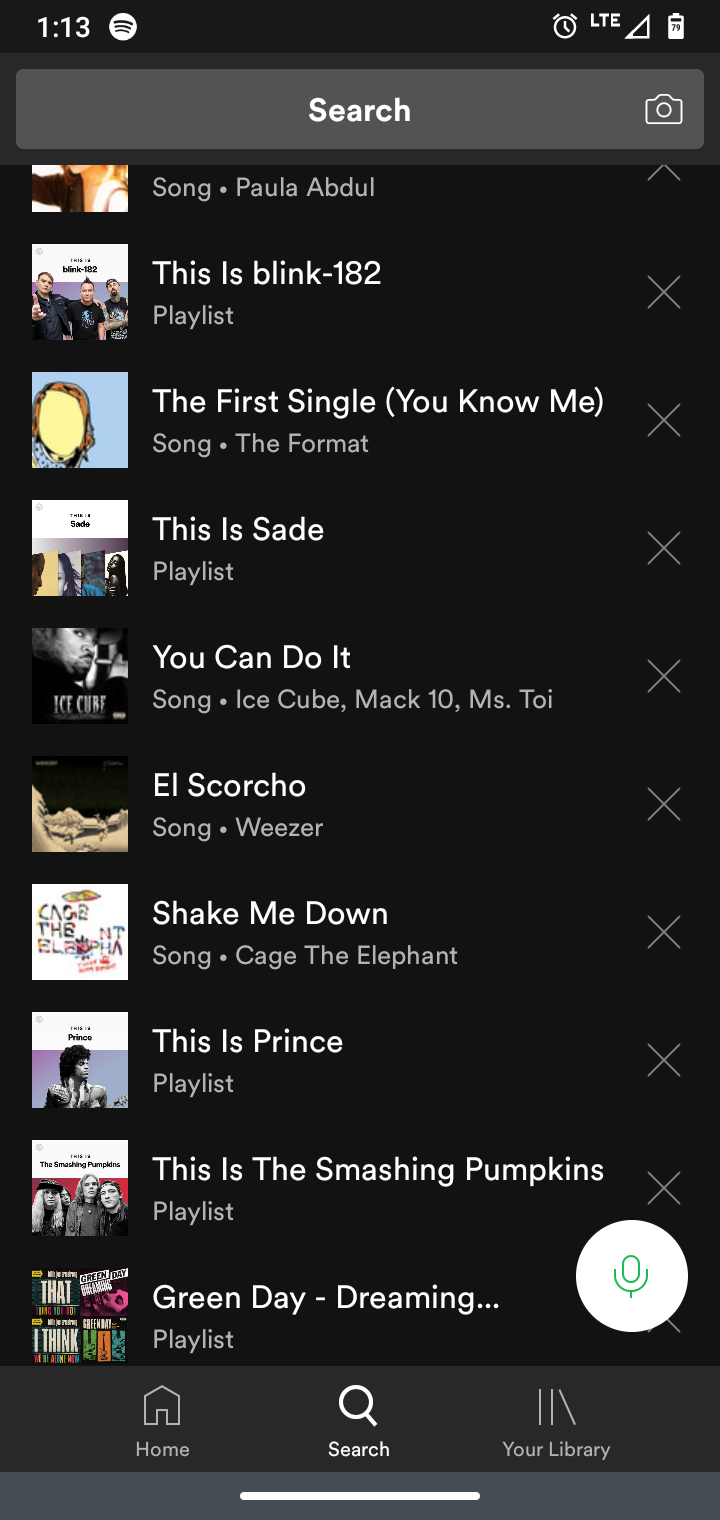 1:13
LTE
79
Search
Song • Paula Abdul
THIS IS
blink-182
This Is blink-182
Playlist
The First Single (You Know Me)
Song • The Format
THIS IS
Sade
This Is Sade
Playlist
ICE CUBE
You Can Do It
Song • Ice Cube, Mack 10, Ms. Toi
El Scorcho
Song • Weezer
CAGE
THE
Shake Me Down
Song • Cage The Elephant
THIS IS
Prince
This Is Prince
Playlist
THIS IS
The Smashing Pumpkins
This Is The Smashing Pumpkins
Playlist
THAT
GREEN DAY
DREAMING
I THINK
Green Day - Dreaming...
Playlist
Home
Search
Your Library